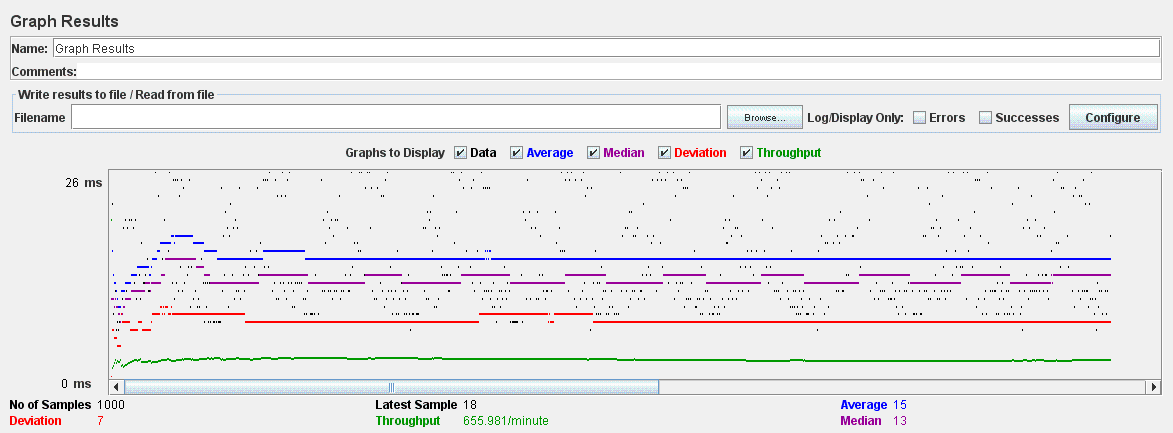 Graph Results
Name: Graph Results
Comments:
Write results to file / Read from file
Filename Browse... Log/Display Only: Errors Successes Configure
Graphs to Display Data Average Median Deviation Throughput
26 ms
0 ms
No of Samples 1000 Latest Sample 18 Average 15
Deviation 7 Throughput 655.981/minute Median 13